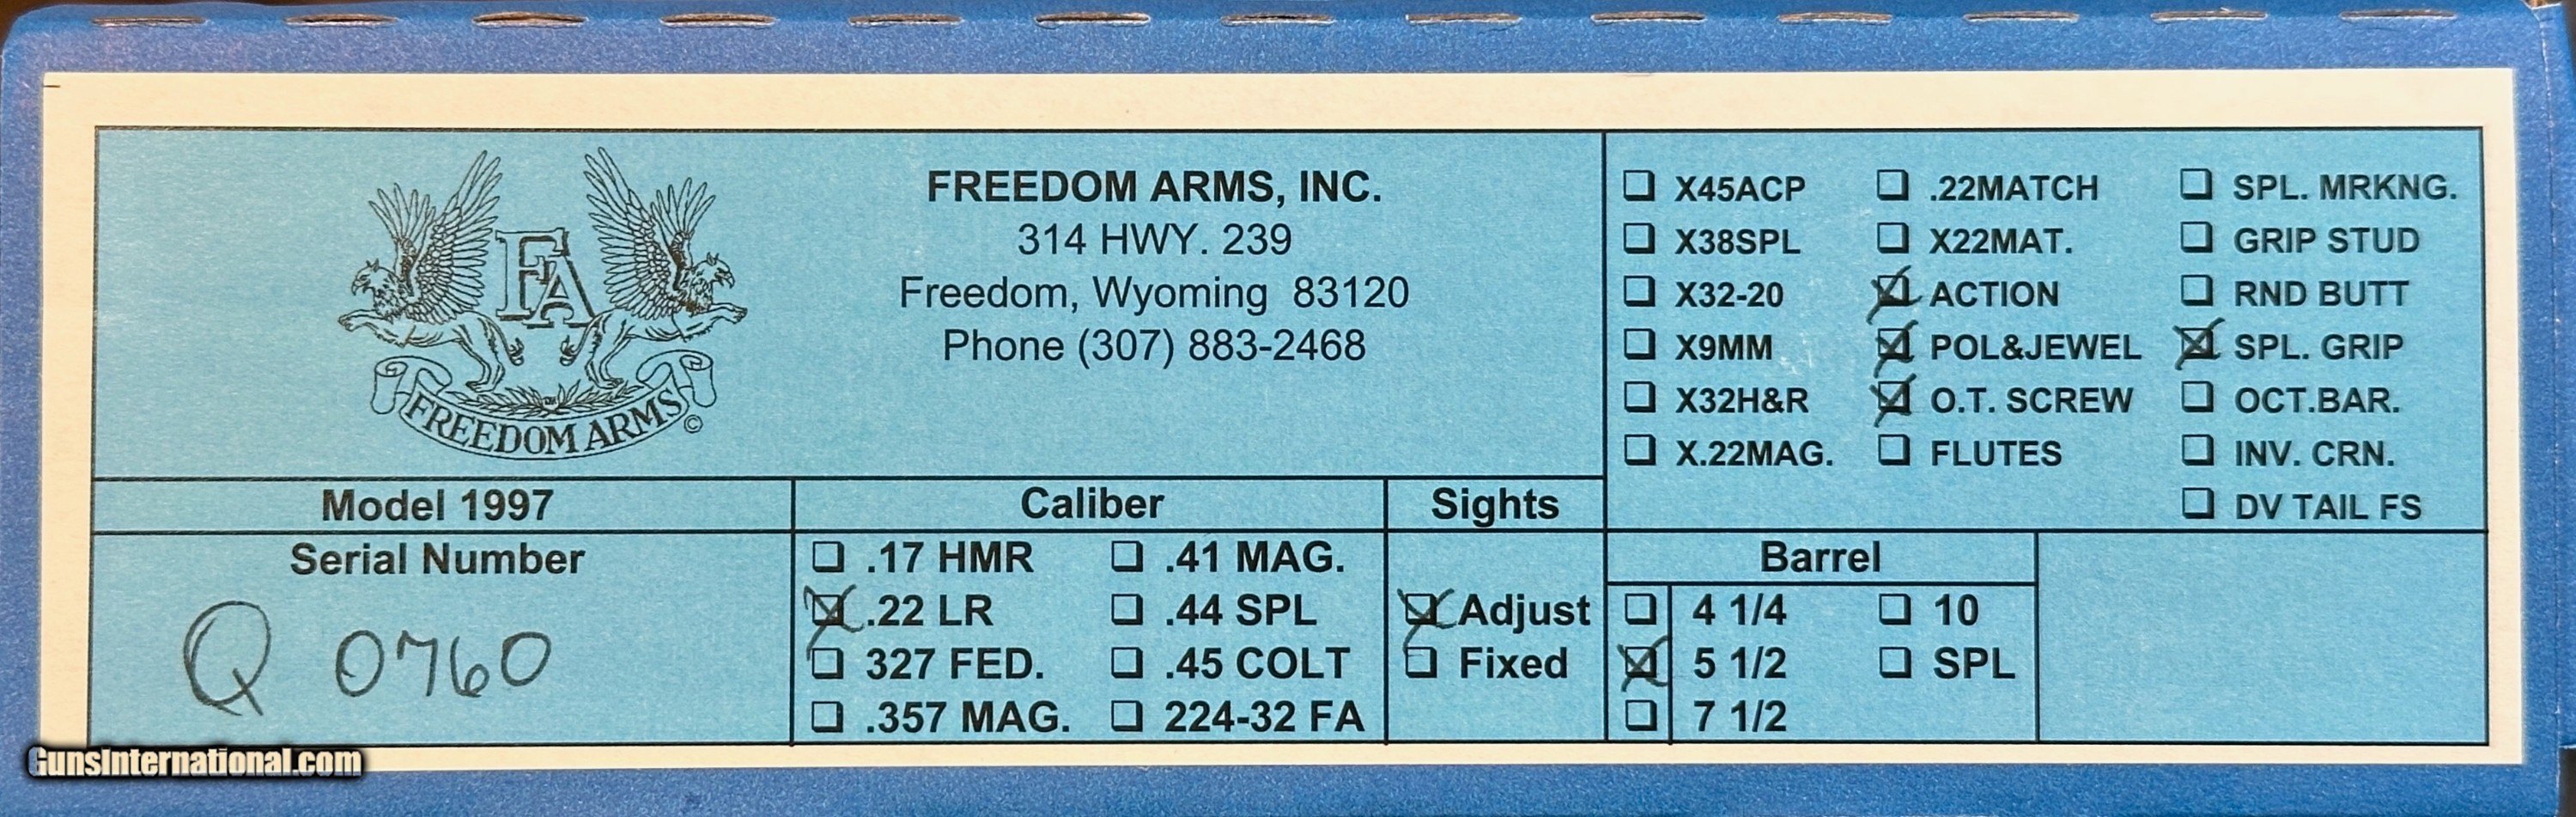 FREEDOM ARMS, INC.
314 HWY. 239
Freedom, Wyoming 83120
Phone (307) 883-2468
FA
FREEDOM ARMS ©
X45ACP .22MATCH SPL. MRKNG.
X38SPL X22MAT. GRIP STUD
X32-20 ACTION RND BUTT
X9MM POL&JEWEL SPL. GRIP
X32H&R O.T. SCREW OCT.BAR.
X.22MAG. FLUTES INV. CRN.
DV TAIL FS
Model 1997 Caliber Sights
Serial Number
Q 0760
.17 HMR .41 MAG.
.22 LR .44 SPL
327 FED. .45 COLT
.357 MAG. 224-32 FA
Adjust
Fixed
Barrel
4 1/4 10
5 1/2 SPL
7 1/2
GunsInternational.com